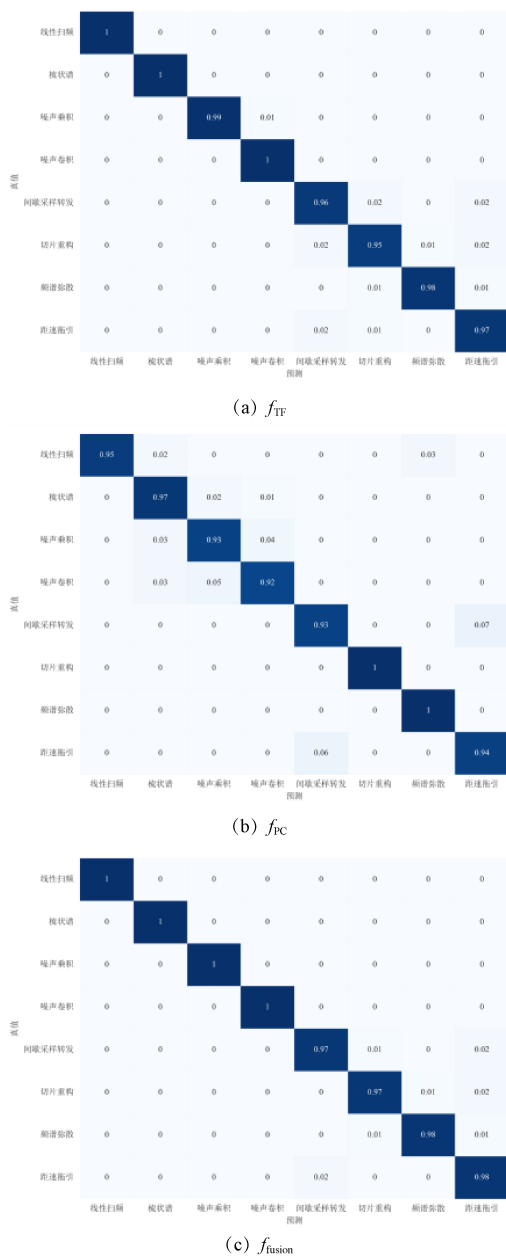 线性扫频 1 0 0 0 0 0 0 0
梳状谱 0 1 0 0 0 0 0 0
噪声乘积 0 0 0.99 0.01 0 0 0 0
噪声卷积 0 0 0 1 0 0 0 0
真值
间歇采样转发 0 0 0 0 0.96 0.02 0 0.02
切片重构 0 0 0 0 0.02 0.95 0.01 0.02
频谱弥散 0 0 0 0 0 0.01 0.98 0.01
距速拖引 0 0 0 0 0.02 0.01 0 0.97
线性扫频 梳状谱 噪声乘积 噪声卷积 间歇采样转发 切片重构 频谱弥散 距速拖引
预测
（a）f_TF
线性扫频 0.95 0.02 0 0 0 0 0.03 0
梳状谱 0 0.97 0.02 0.01 0 0 0 0
噪声乘积 0 0.03 0.93 0.04 0 0 0 0
噪声卷积 0 0.03 0.05 0.92 0 0 0 0
真值
间歇采样转发 0 0 0 0 0.93 0 0 0.07
切片重构 0 0 0 0 0 1 0 0
频谱弥散 0 0 0 0 0 0 1 0
距速拖引 0 0 0 0 0.06 0 0 0.94
线性扫频 梳状谱 噪声乘积 噪声卷积 间歇采样转发 切片重构 频谱弥散 距速拖引
预测
（b）f_PC
线性扫频 1 0 0 0 0 0 0 0
梳状谱 0 1 0 0 0 0 0 0
噪声乘积 0 0 1 0 0 0 0 0
噪声卷积 0 0 0 1 0 0 0 0
真值
间歇采样转发 0 0 0 0 0.97 0.01 0 0.02
切片重构 0 0 0 0 0 0.97 0.01 0.02
频谱弥散 0 0 0 0 0 0.01 0.98 0.01
距速拖引 0 0 0 0 0.02 0 0 0.98
线性扫频 梳状谱 噪声乘积 噪声卷积 间歇采样转发 切片重构 频谱弥散 距速拖引
预测
（c）f_fusion